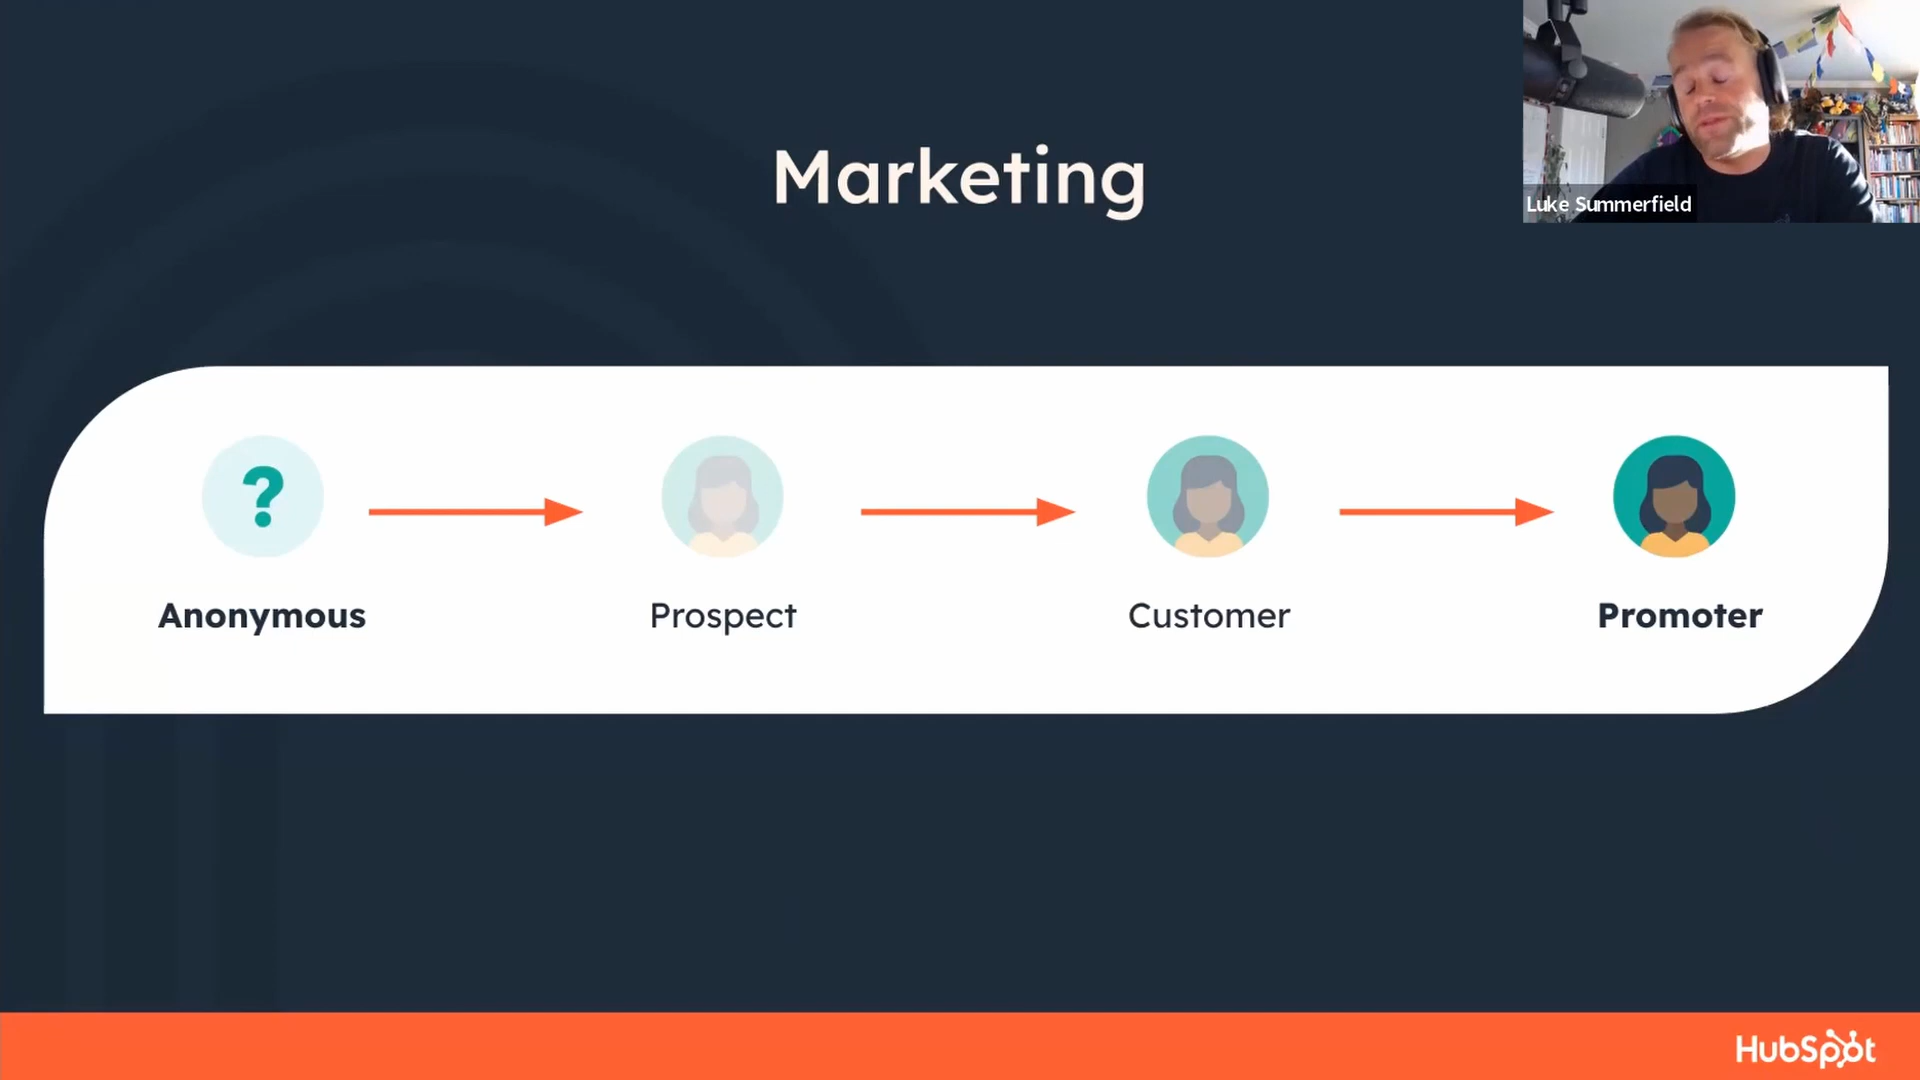 Marketing
Luke Summerfield
?
Anonymous
Prospect
Customer
Promoter
HubSpot